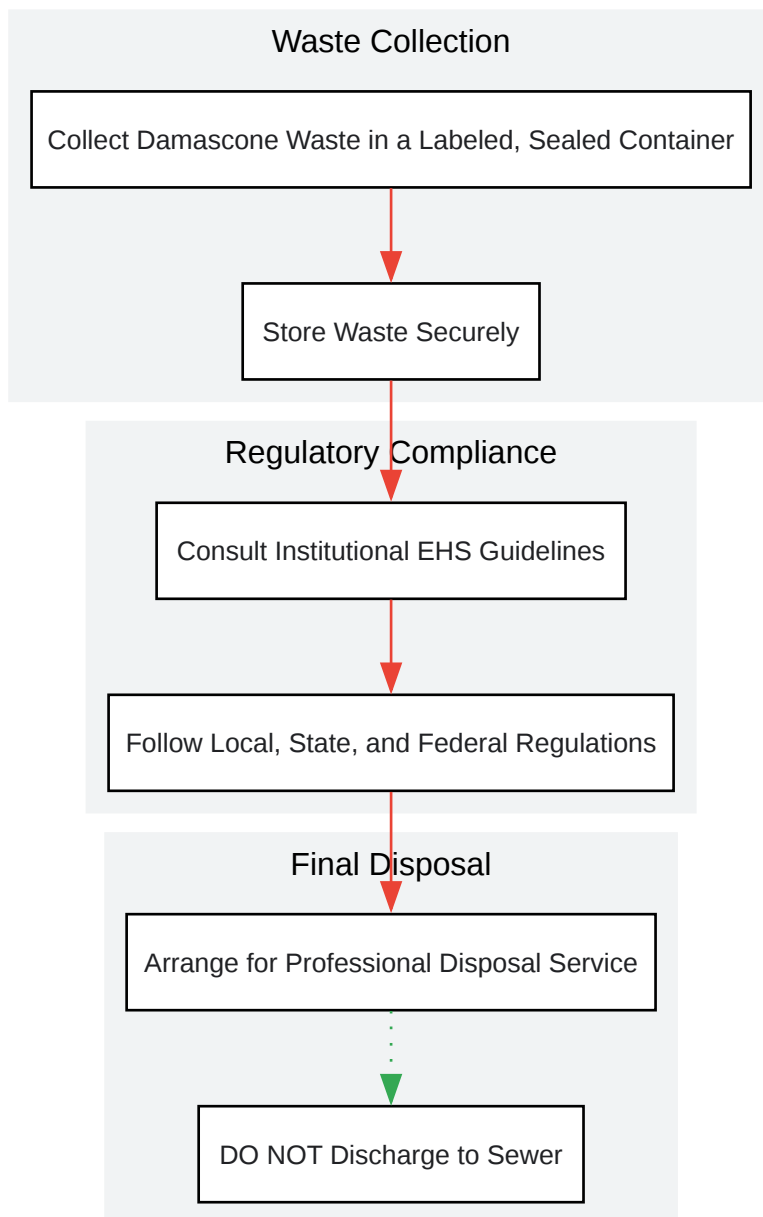 Waste Collection
Collect Damascone Waste in a Labeled, Sealed Container
Store Waste Securely
Regulatory Compliance
Consult Institutional EHS Guidelines
Follow Local, State, and Federal Regulations
Final Disposal
Arrange for Professional Disposal Service
DO NOT Discharge to Sewer